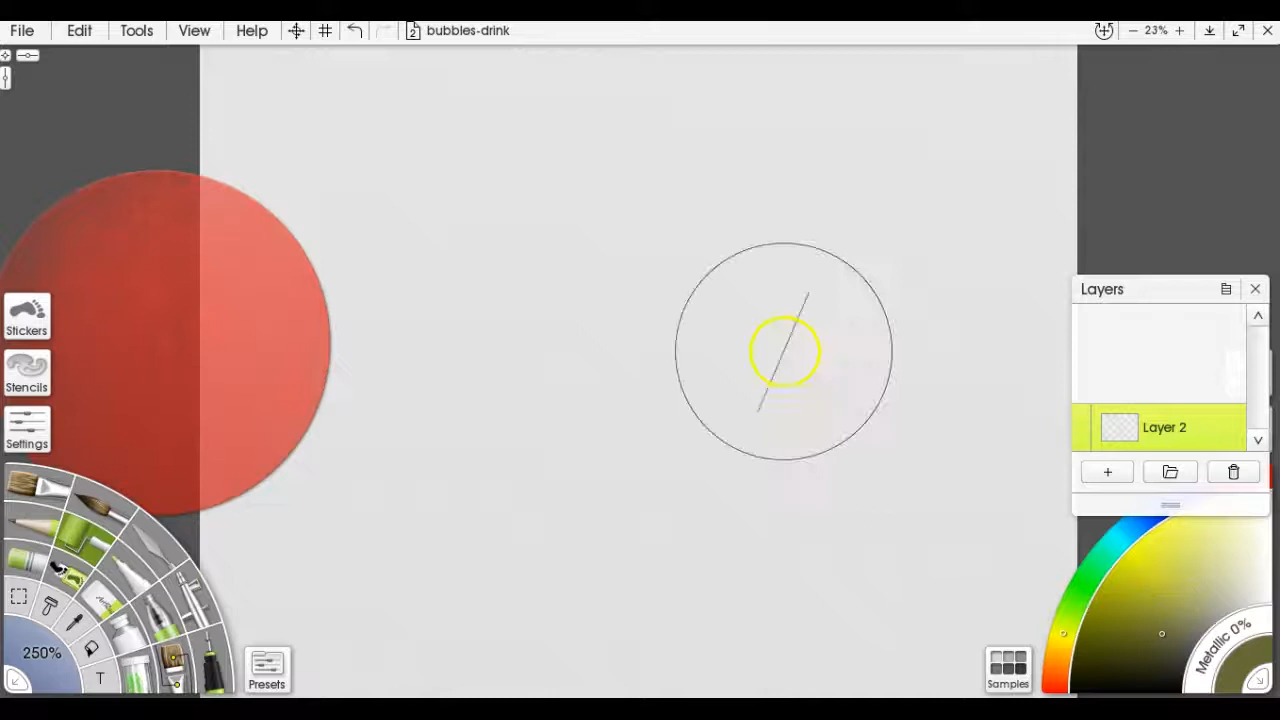 File Edit Tools View Help 2 bubbles-drink − 23% +
Layers
Stickers
Stencils
Settings
Layer 2
+
250%
T
Presets
Samples
Metallic 0%